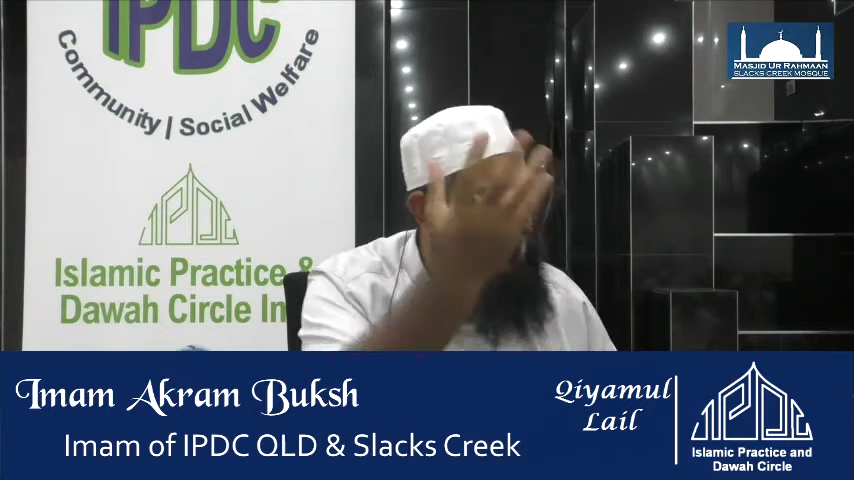 IPDC
Community | Social Welfare
MASJID UR RAHMAAN
SLACKS CREEK MOSQUE
IPDC
Islamic Practice &
Dawah Circle In
Imam Akram Buksh
Imam of IPDC QLD & Slacks Creek
Qiyamul
Lail
IPDC
Islamic Practice and
Dawah Circle